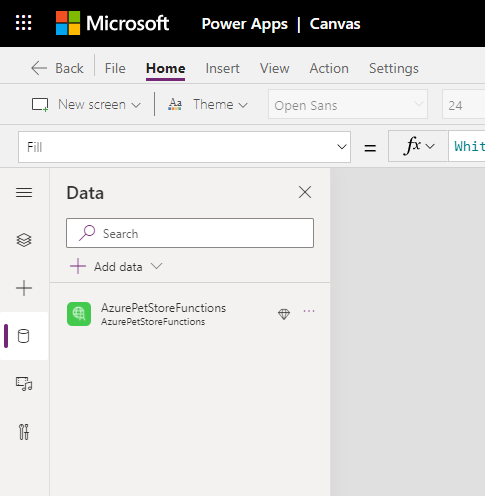 Microsoft Power Apps | Canvas
Back File Home Insert View Action Settings
New screen Aa Theme Open Sans 24
Fill = fx Whit
Data
Search
Add data
AzurePetStoreFunctions
AzurePetStoreFunctions